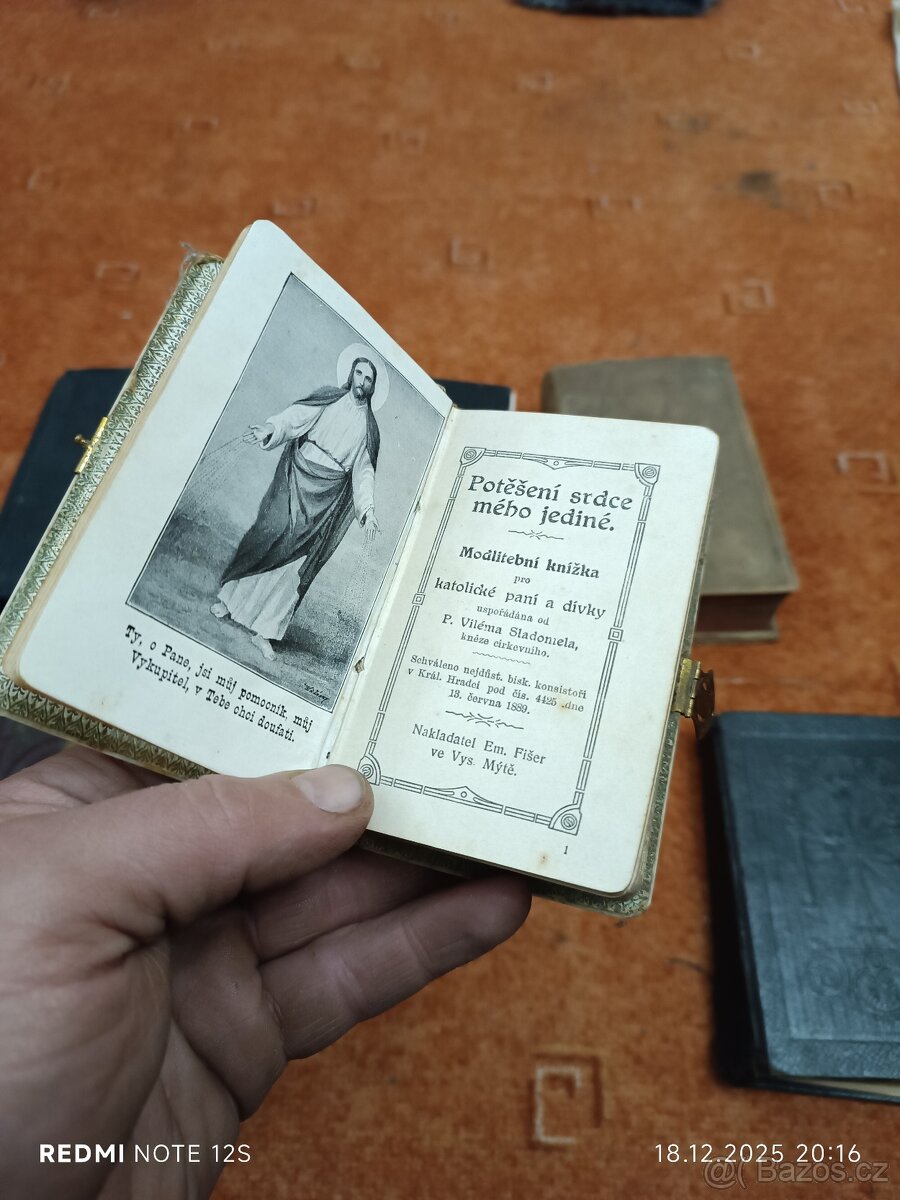 Ty, o Pane, jsi můj pomocník, můj
Vykupitel, v Tebe chci doufati.
Potěšení srdce
mého jediné.
Modlitební knížka
pro
katolické paní a dívky
uspořádána od
P. Viléma Sladomela,
kněze církevního.
Schváleno nejdůst. bisk. konsistoří
v Král. Hradci pod čís. 4425 dne
13. června 1889.
Nakladatel Em. Fišer
ve Vys. Mýtě.
1
REDMI NOTE 12S
18.12.2025 20:16
Bazoš.cz